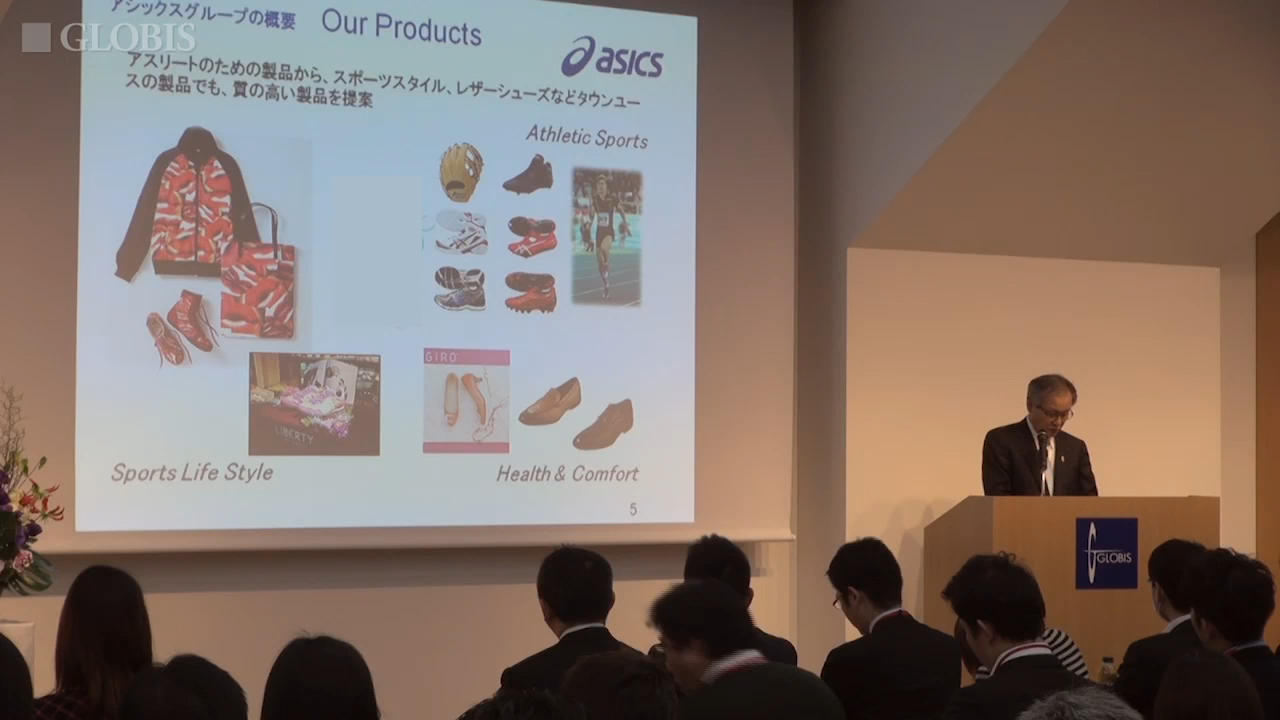 GLOBIS
アシックスグループの概要
Our Products
asics
アスリートのための製品から、スポーツスタイル、レザーシューズなどタウンユー
スの製品でも、質の高い製品を提案
Athletic Sports
GIRO
LIBERTY
Sports Life Style
Health & Comfort
5
GLOBIS